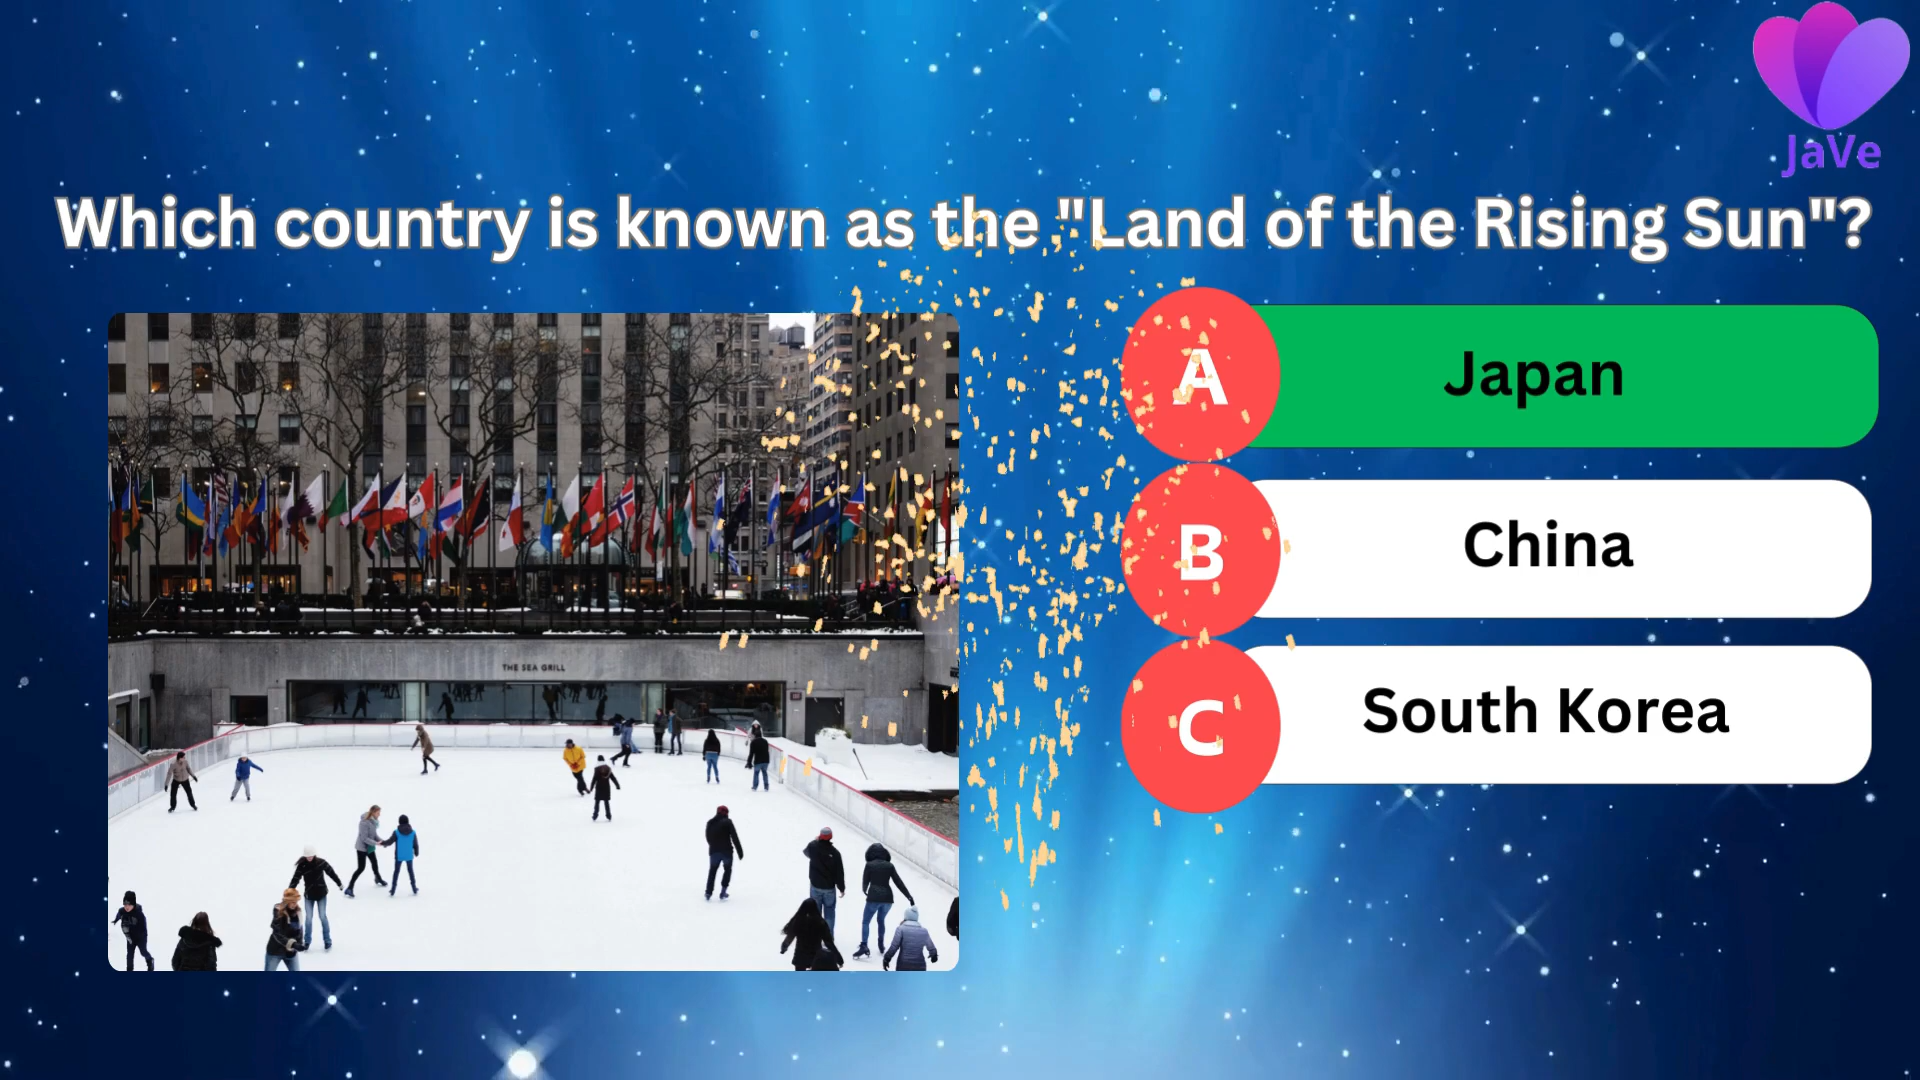 JaVe
Which country is known as the "Land of the Rising Sun"?
THE SEA GRILL
A
Japan
B
China
C
South Korea